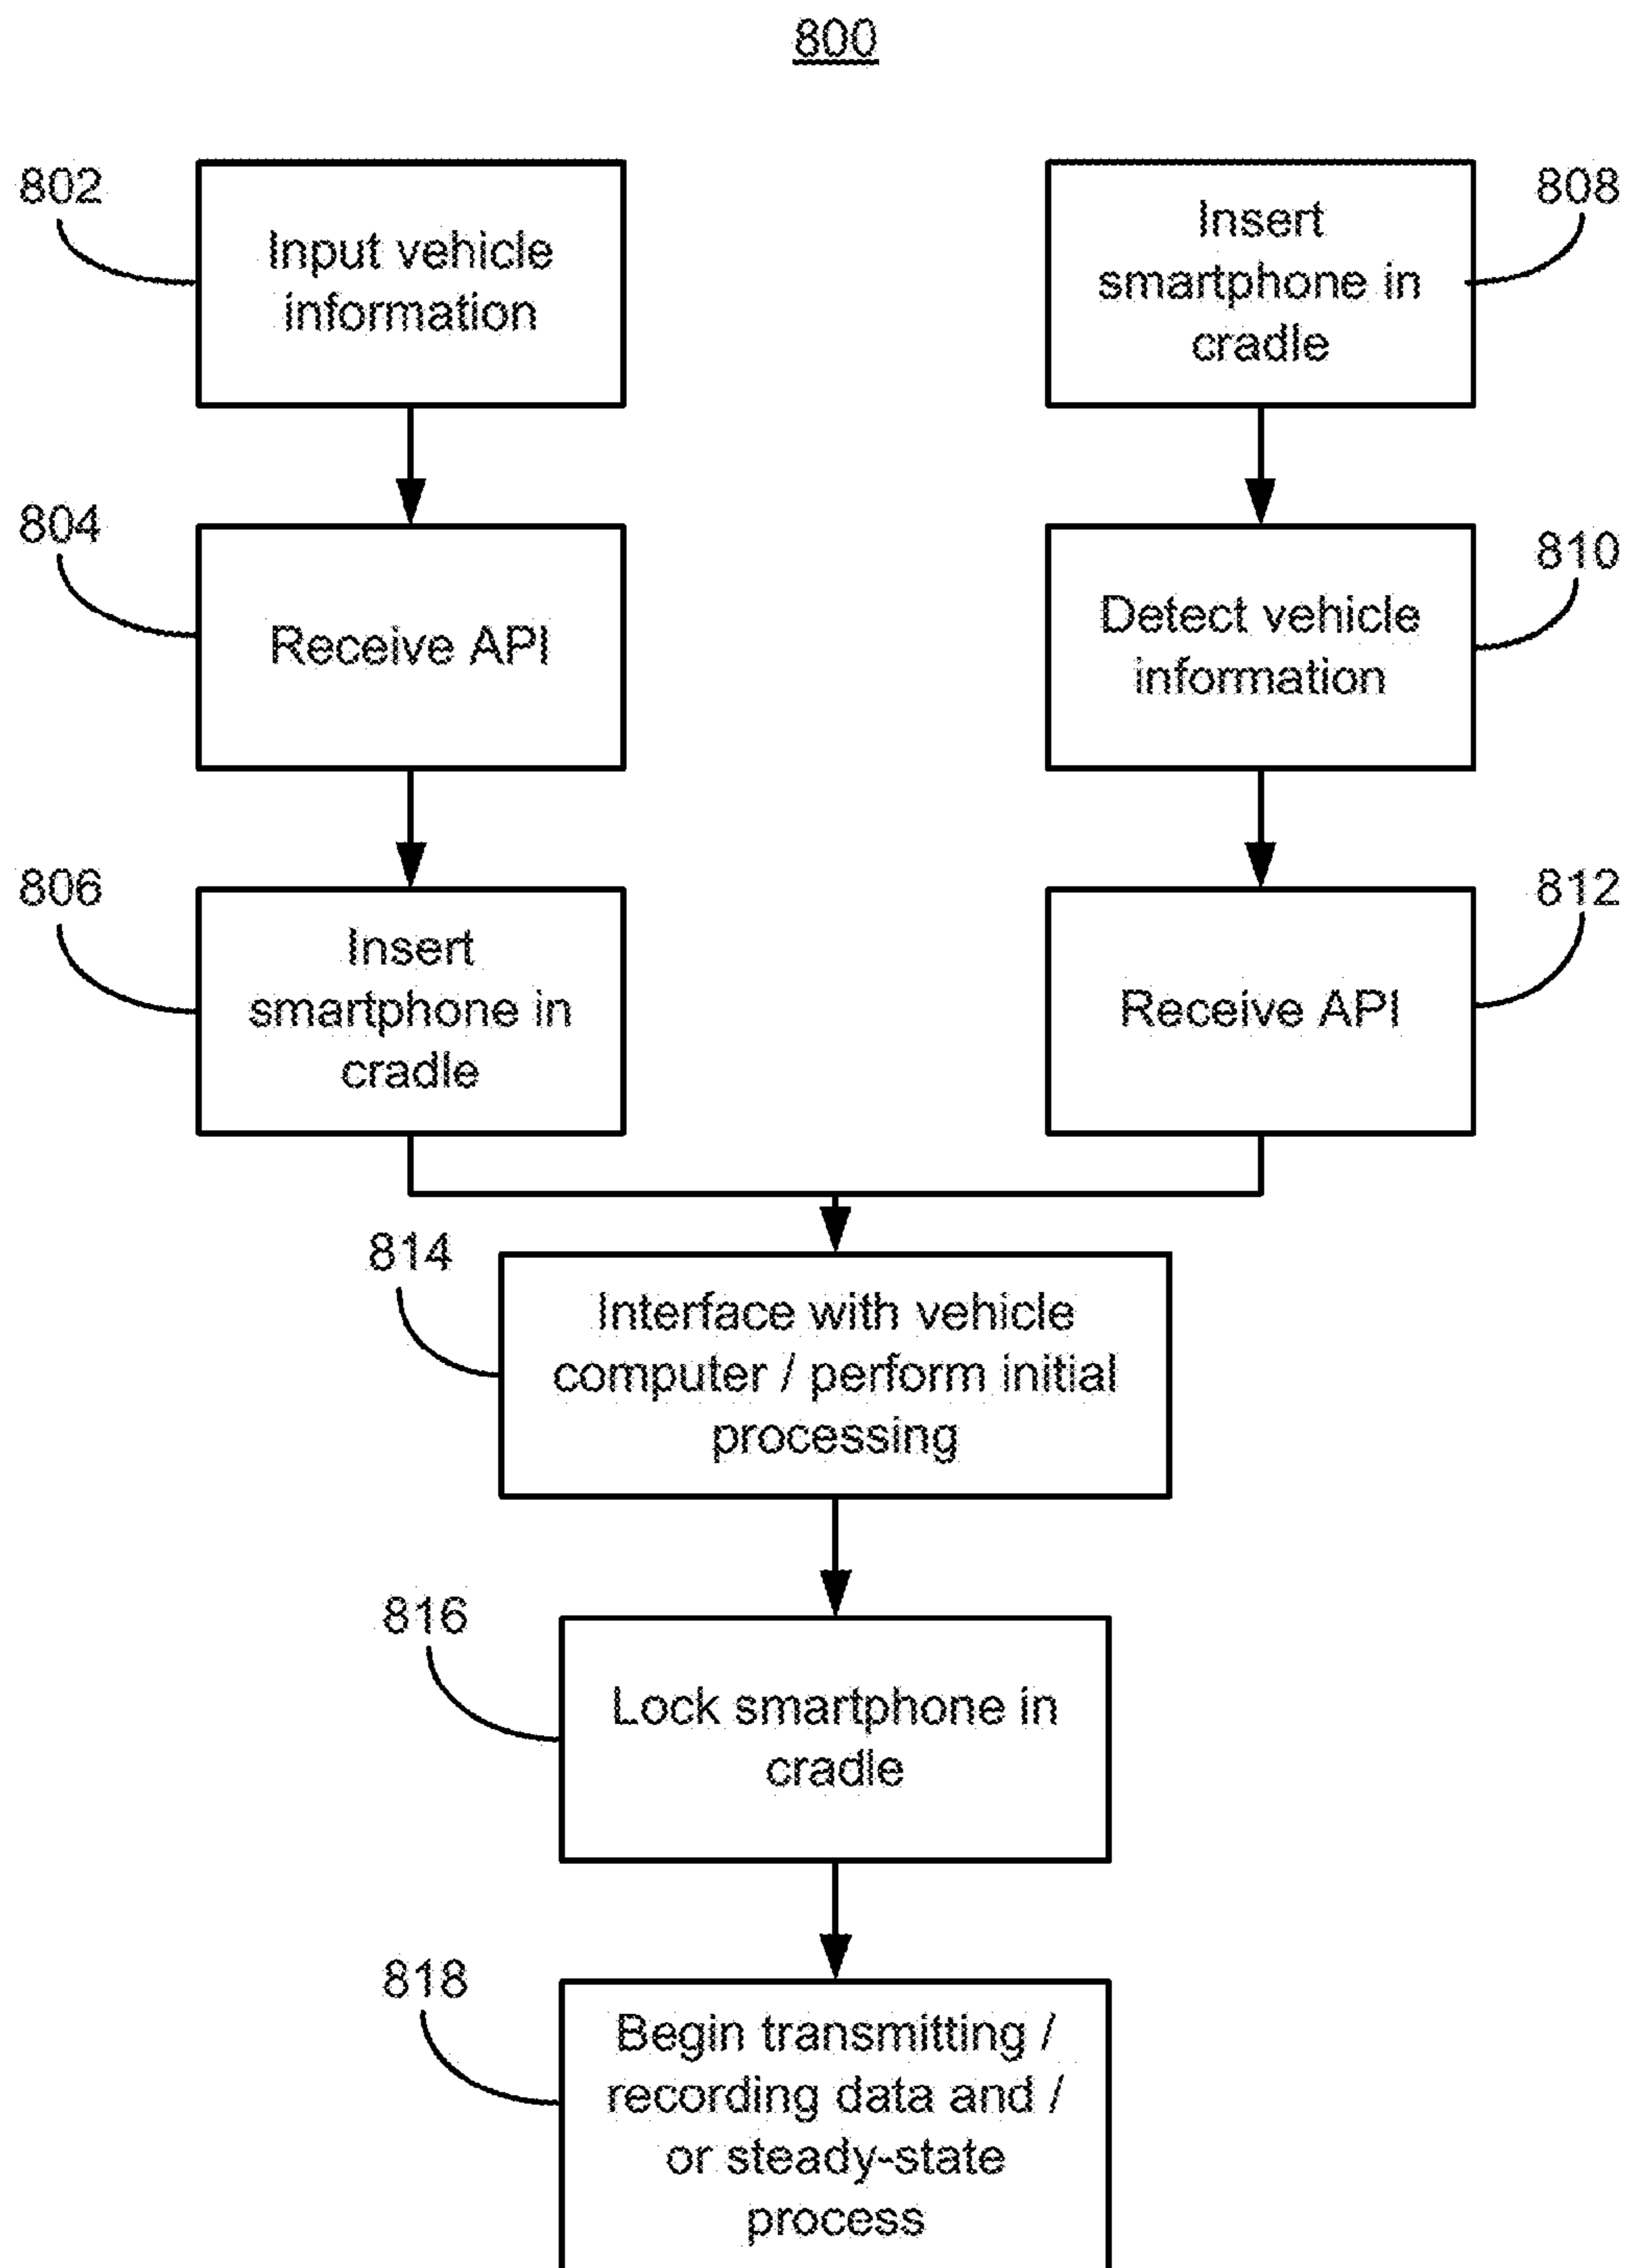 800
802
Input vehicle
information
804
Receive API
806
Insert
smartphone in
cradle
808
Insert
smartphone in
cradle
810
Detect vehicle
information
812
Receive API
814
Interface with vehicle
computer / perform initial
processing
816
Lock smartphone in
cradle
818
Begin transmitting /
recording data and /
or steady-state
process